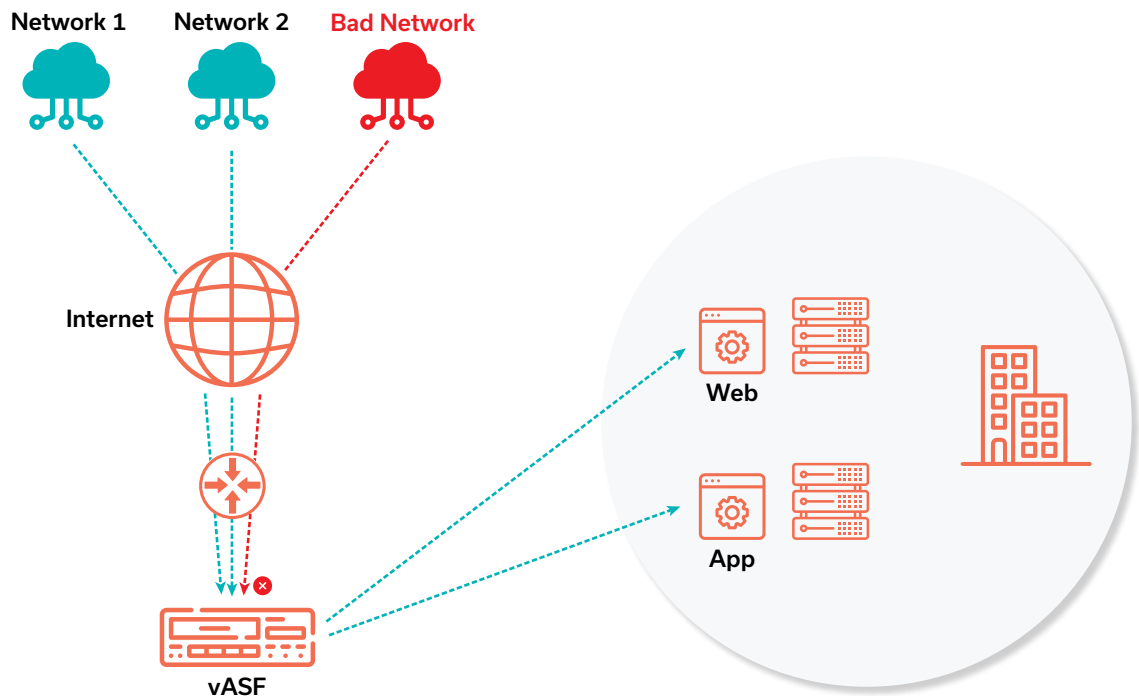 Network 1
Network 2
Bad Network
Internet
Web
App
vASF